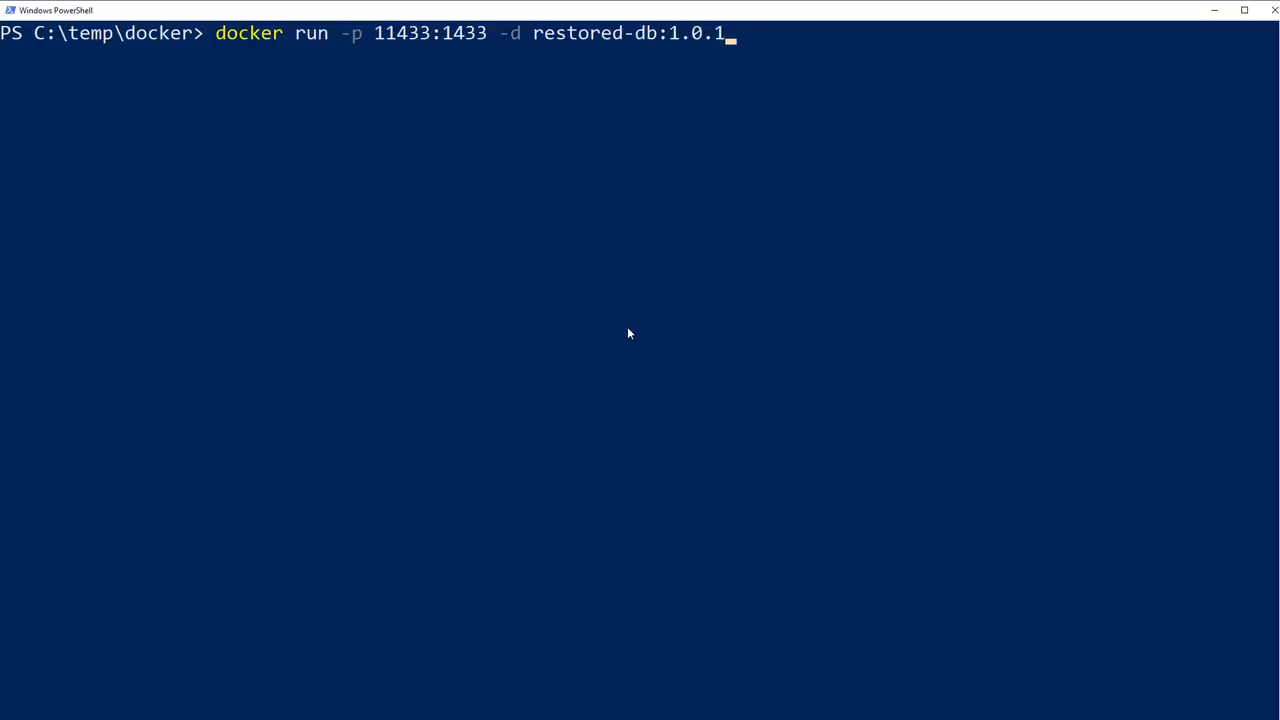 Windows PowerShell
PS C:\temp\docker> docker run -p 11433:1433 -d restored-db:1.0.1